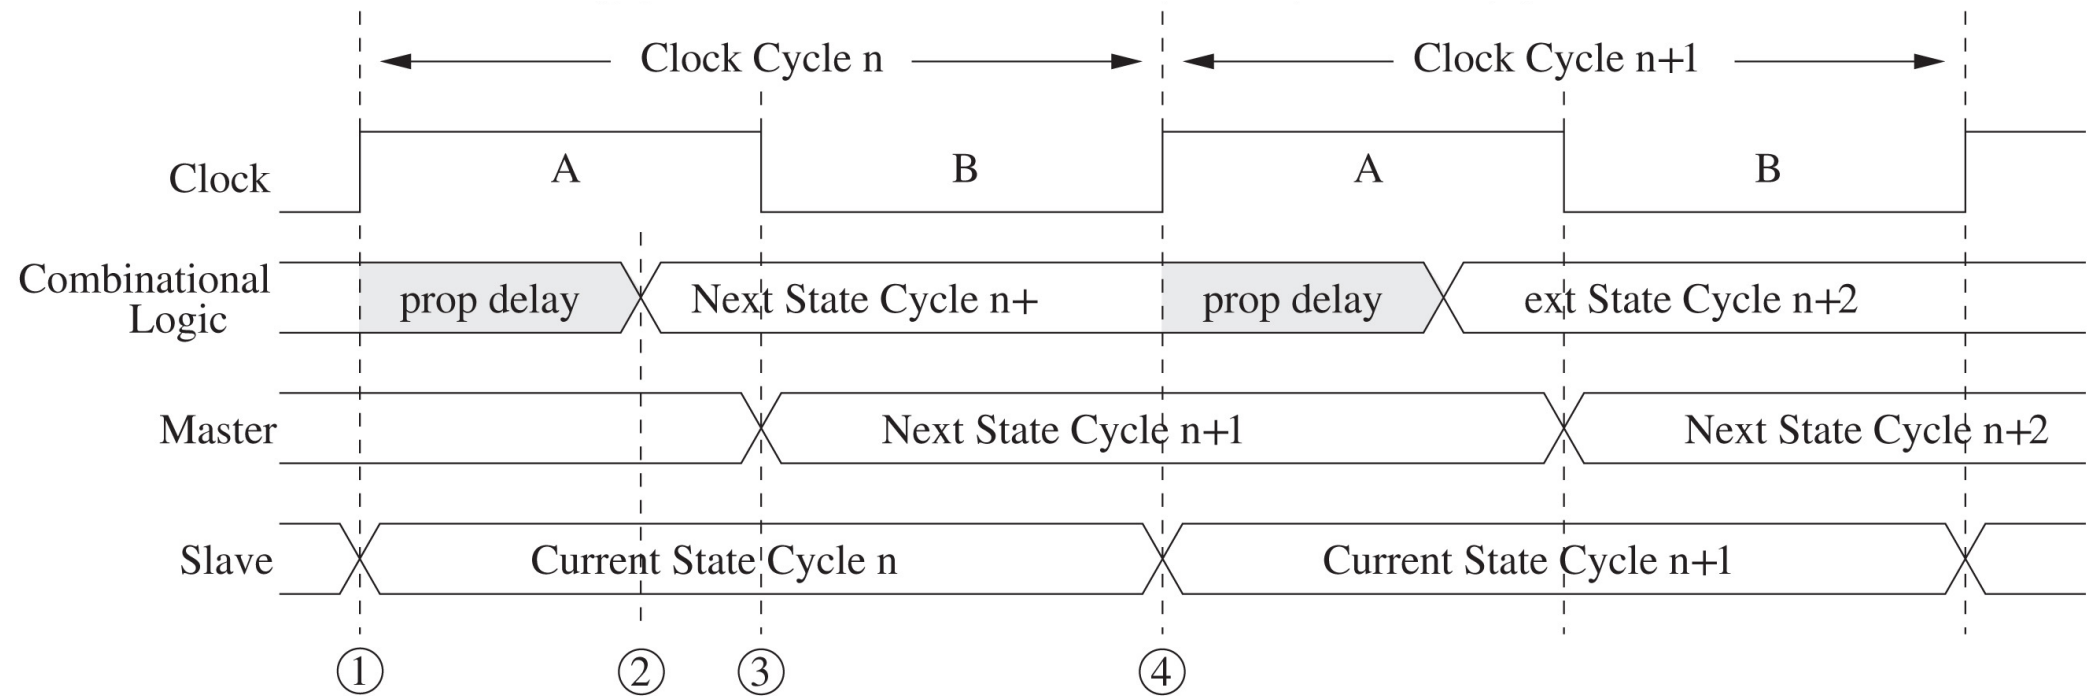 Clock Cycle n
Clock Cycle n+1
Clock
A
B
A
B
Combinational
Logic
prop delay
Next State Cycle n+
prop delay
ext State Cycle n+2
Master
Next State Cycle n+1
Next State Cycle n+2
Slave
Current State Cycle n
Current State Cycle n+1
1
2
3
4